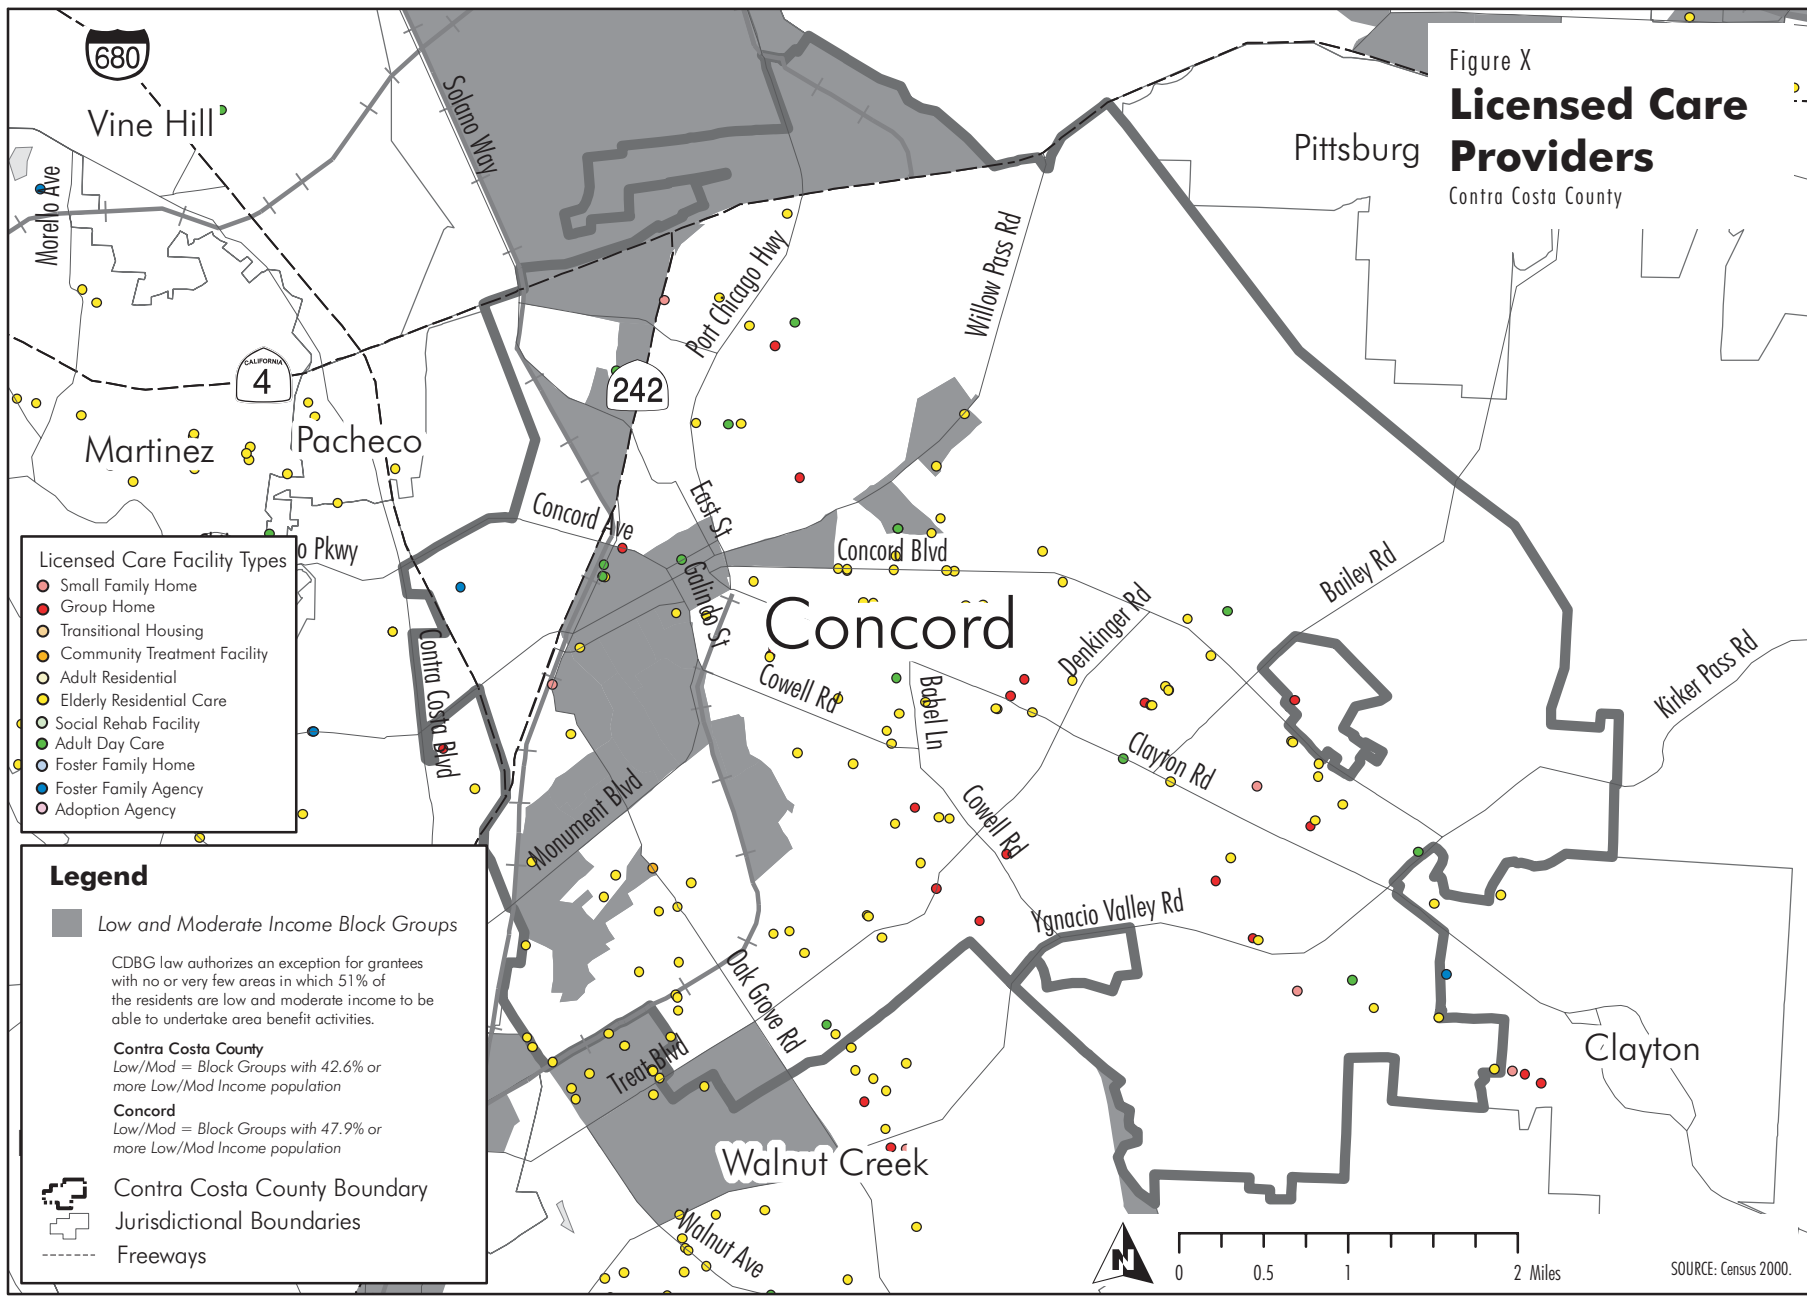 Figure X
Licensed Care
Providers
Contra Costa County
680
Vine Hill
Solano Way
Morello Ave
Pittsburg
Port Chicago Hwy
Willow Pass Rd
CALIFORNIA
4
242
Martinez
Pacheco
Concord Ave
East St
Concord Blvd
o Pkwy
Galindo St
Concord
Denkinger Rd
Bailey Rd
Kirker Pass Rd
Contra Costa Blvd
Cowell Rd
Babel Ln
Clayton Rd
Monument Blvd
Cowell Rd
Ygnacio Valley Rd
Oak Grove Rd
Treat Blvd
Clayton
Walnut Creek
Walnut Ave
Licensed Care Facility Types
Small Family Home
Group Home
Transitional Housing
Community Treatment Facility
Adult Residential
Elderly Residential Care
Social Rehab Facility
Adult Day Care
Foster Family Home
Foster Family Agency
Adoption Agency
Legend
Low and Moderate Income Block Groups
CDBG law authorizes an exception for grantees
with no or very few areas in which 51% of
the residents are low and moderate income to be
able to undertake area benefit activities.
Contra Costa County
Low/Mod = Block Groups with 42.6% or
more Low/Mod Income population
Concord
Low/Mod = Block Groups with 47.9% or
more Low/Mod Income population
Contra Costa County Boundary
Jurisdictional Boundaries
Freeways
N
0 0.5 1 2 Miles
SOURCE: Census 2000.